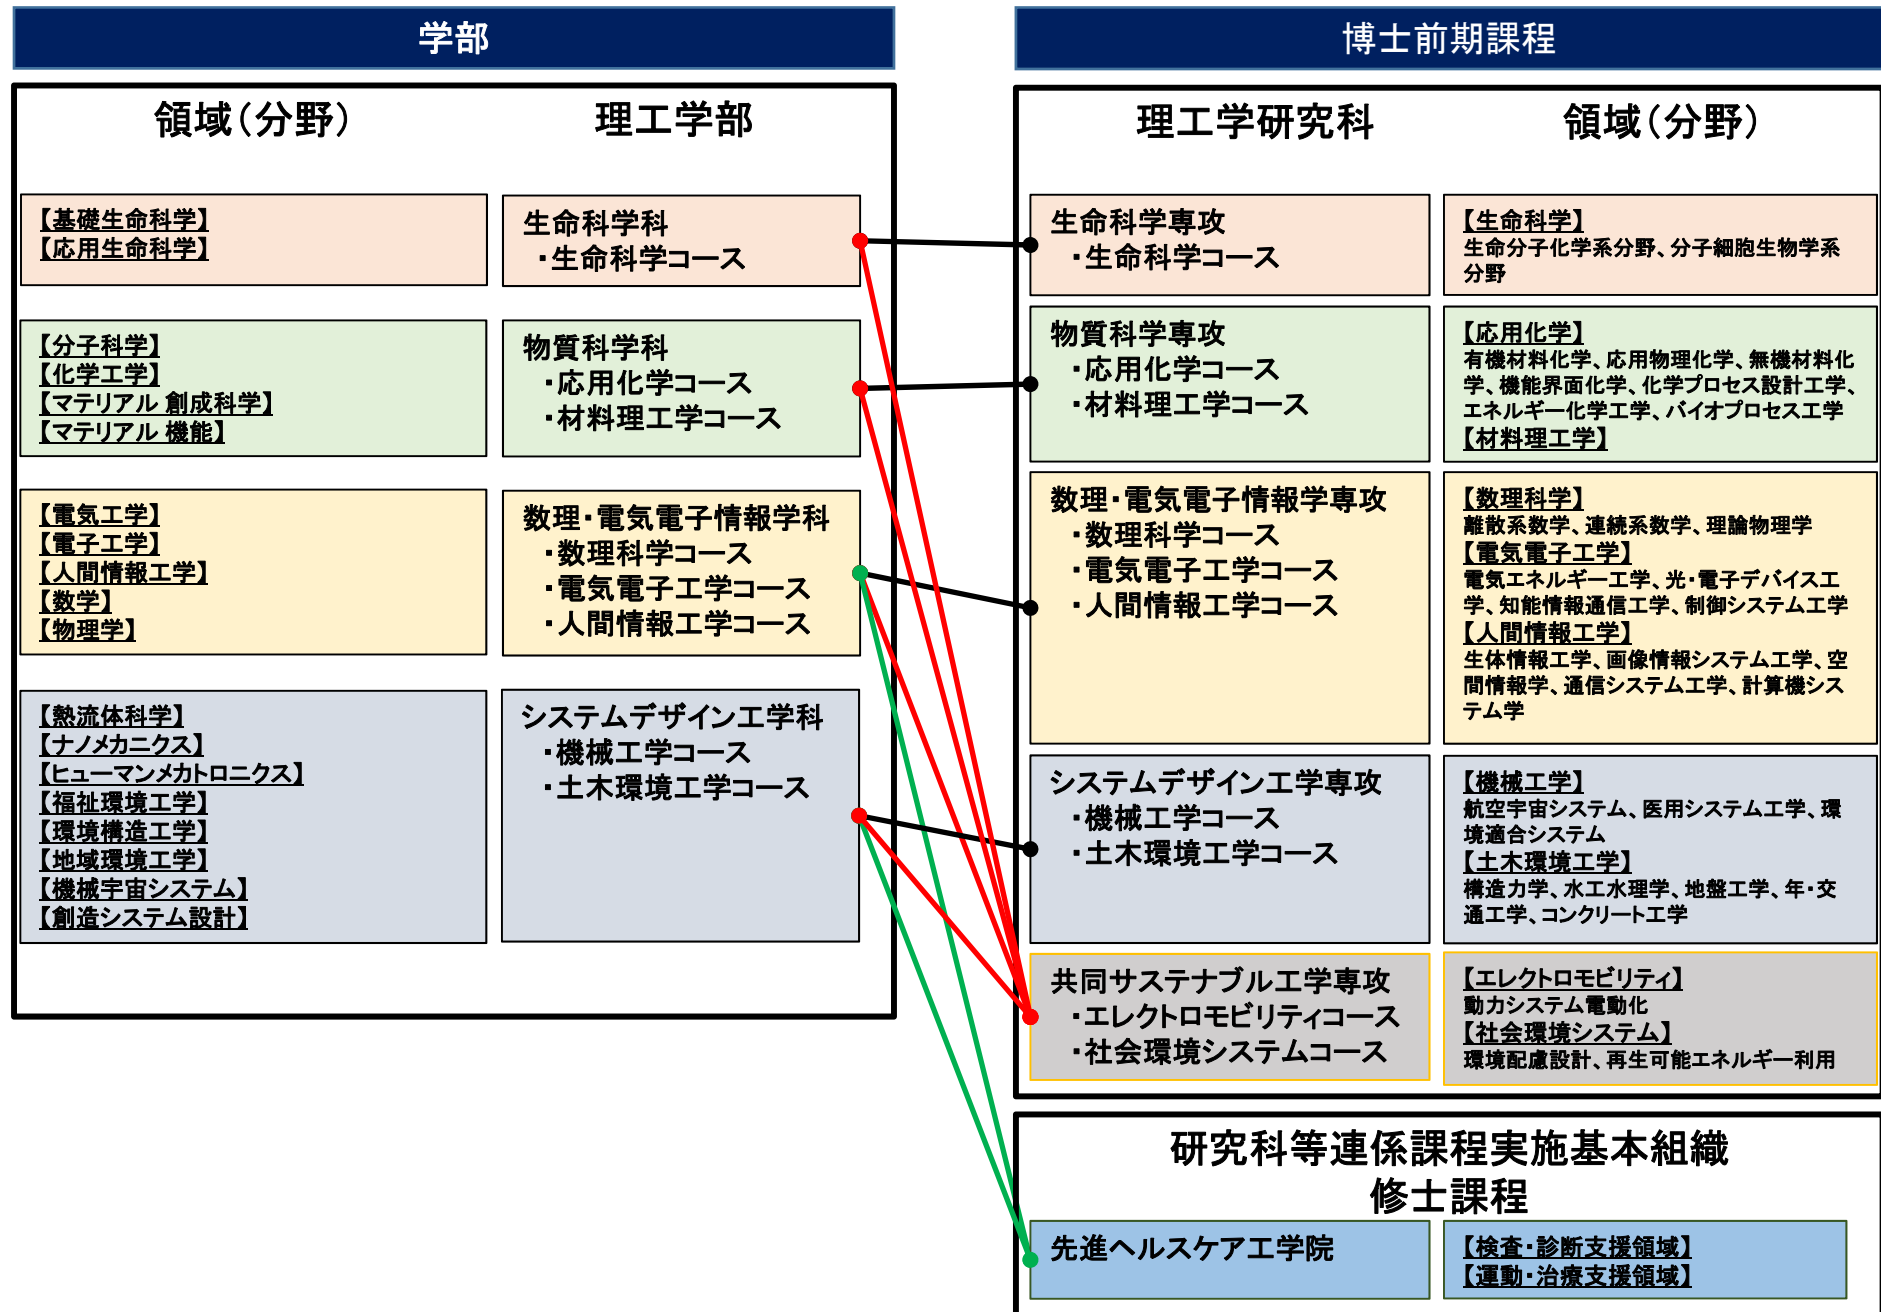 学部
領域（分野）
理工学部
【基礎生命科学】
【応用生命科学】
生命科学科
・生命科学コース
【分子科学】
【化学工学】
【マテリアル 創成科学】
【マテリアル 機能】
物質科学科
・応用化学コース
・材料理工学コース
【電気工学】
【電子工学】
【人間情報工学】
【数学】
【物理学】
数理・電気電子情報学科
・数理科学コース
・電気電子工学コース
・人間情報工学コース
【熱流体科学】
【ナノメカニクス】
【ヒューマンメカトロニクス】
【福祉環境工学】
【環境構造工学】
【地域環境工学】
【機械宇宙システム】
【創造システム設計】
システムデザイン工学科
・機械工学コース
・土木環境工学コース
博士前期課程
理工学研究科
領域（分野）
生命科学専攻
・生命科学コース
【生命科学】
生命分子化学系分野、分子細胞生物学系
分野
物質科学専攻
・応用化学コース
・材料理工学コース
【応用化学】
有機材料化学、応用物理化学、無機材料化
学、機能界面化学、化学プロセス設計工学、
エネルギー化学工学、バイオプロセス工学
【材料理工学】
数理・電気電子情報学専攻
・数理科学コース
・電気電子工学コース
・人間情報工学コース
【数理科学】
離散系数学、連続系数学、理論物理学
【電気電子工学】
電気エネルギー工学、光・電子デバイス工
学、知能情報通信工学、制御システム工学
【人間情報工学】
生体情報工学、画像情報システム工学、空
間情報学、通信システム工学、計算機シス
テム学
システムデザイン工学専攻
・機械工学コース
・土木環境工学コース
【機械工学】
航空宇宙システム、医用システム工学、環
境適合システム
【土木環境工学】
構造力学、水工水理学、地盤工学、年・交
通工学、コンクリート工学
共同サステナブル工学専攻
・エレクトロモビリティコース
・社会環境システムコース
【エレクトロモビリティ】
動力システム電動化
【社会環境システム】
環境配慮設計、再生可能エネルギー利用
研究科等連係課程実施基本組織
修士課程
先進ヘルスケア工学院
【検査・診断支援領域】
【運動・治療支援領域】